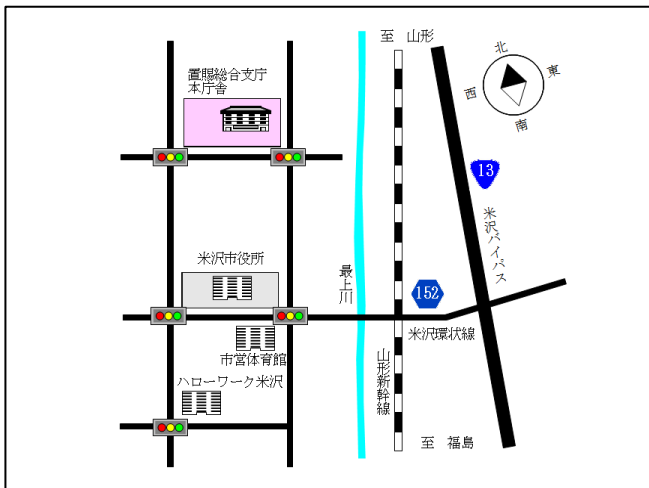 至　山形
北
東
西
南
置賜総合支庁
本庁舎
13
米沢バイパス
米沢市役所
最上川
152
米沢環状線
市営体育館
山形新幹線
ハローワーク米沢
至　福島